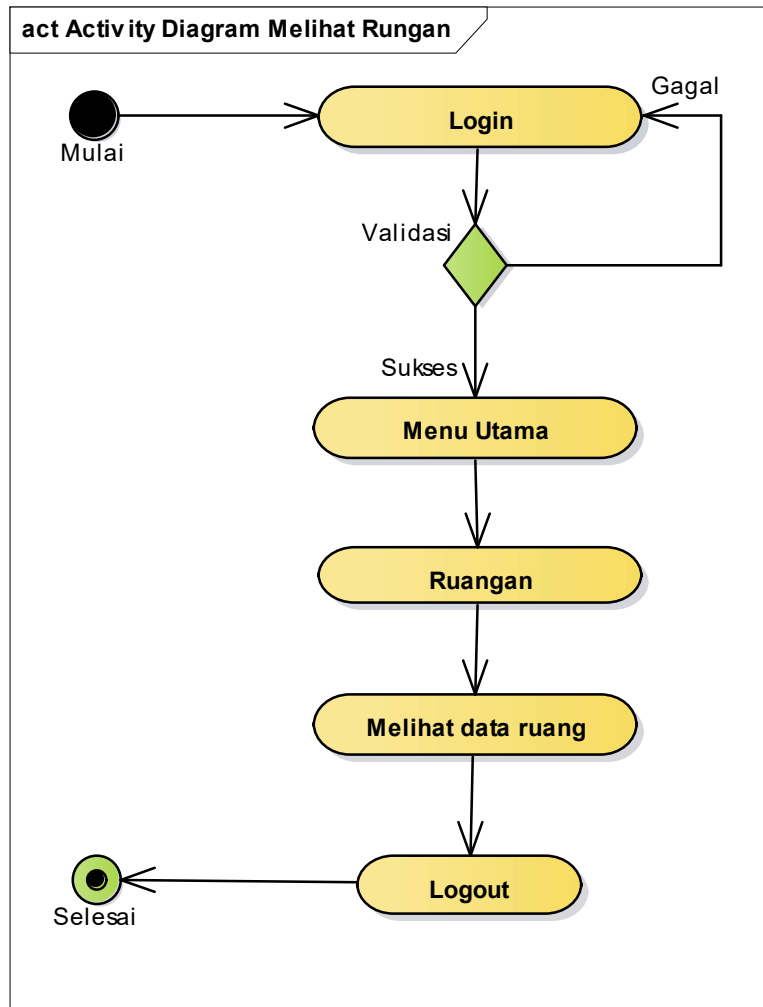 act Activity Diagram Melihat Rungan
Gagal
Login
Mulai
Validasi
Sukses
Menu Utama
Ruangan
Melihat data ruang
Logout
Selesai